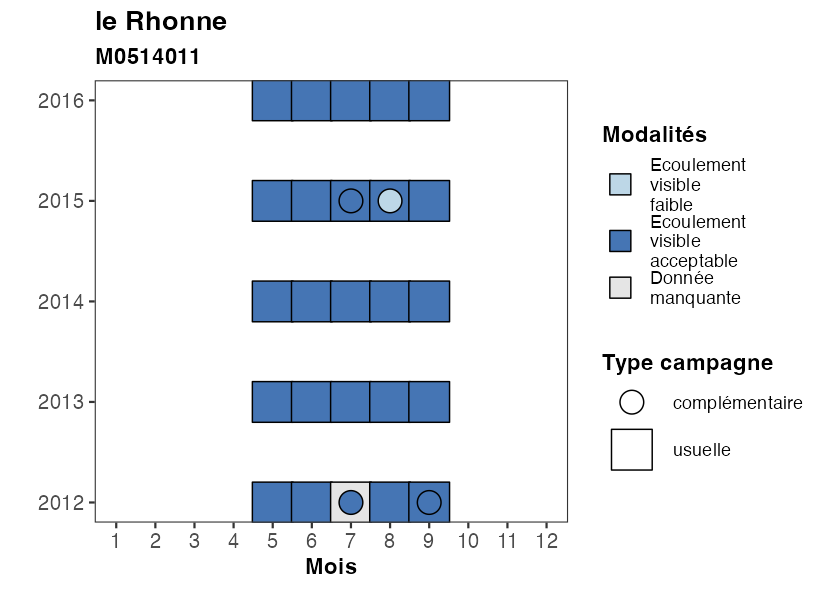 le Rhonne
M0514011
2016
2015
2014
2013
2012
1 2 3 4 5 6 7 8 9 10 11 12
Mois
Modalités
Ecoulement
visible
faible
Ecoulement
visible
acceptable
Donnée
manquante
Type campagne
complémentaire
usuelle